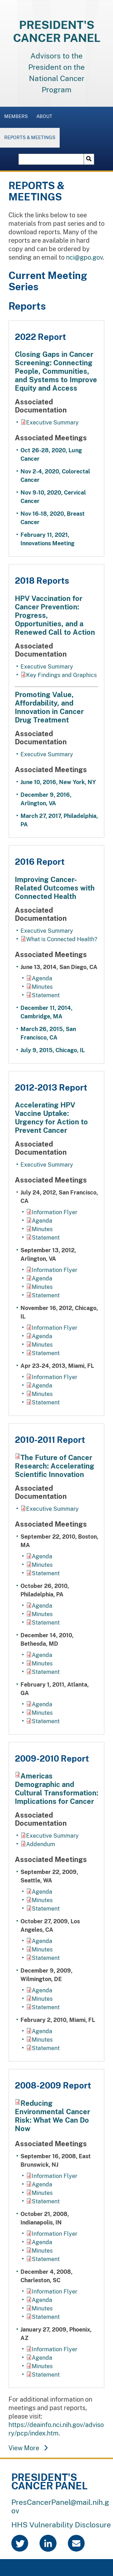 PRESIDENT'S
CANCER PANEL
Advisors to the
President on the
National Cancer
Program
MEMBERS ABOUT
REPORTS & MEETINGS
REPORTS &
MEETINGS
Click the links below to see
materials from past series and to
download reports. Copies of the
reports are also available in
hard copy and can be ordered
by sending an email to nci@gpo.gov.
Current Meeting
Series
Reports
2022 Report
Closing Gaps in Cancer
Screening: Connecting
People, Communities,
and Systems to Improve
Equity and Access
Associated
Documentation
Executive Summary
Associated Meetings
Oct 26-28, 2020, Lung
Cancer
Nov 2-4, 2020, Colorectal
Cancer
Nov 9-10, 2020, Cervical
Cancer
Nov 16-18, 2020, Breast
Cancer
February 11, 2021,
Innovations Meeting
2018 Reports
HPV Vaccination for
Cancer Prevention:
Progress,
Opportunities, and a
Renewed Call to Action
Associated
Documentation
Executive Summary
Key Findings and Graphics
Promoting Value,
Affordability, and
Innovation in Cancer
Drug Treatment
Associated
Documentation
Executive Summary
Associated Meetings
June 10, 2016, New York, NY
December 9, 2016,
Arlington, VA
March 27, 2017, Philadelphia,
PA
2016 Report
Improving Cancer-
Related Outcomes with
Connected Health
Associated
Documentation
Executive Summary
What is Connected Health?
Associated Meetings
June 13, 2014, San Diego, CA
Agenda
Minutes
Statement
December 11, 2014,
Cambridge, MA
March 26, 2015, San
Francisco, CA
July 9, 2015, Chicago, IL
2012-2013 Report
Accelerating HPV
Vaccine Uptake:
Urgency for Action to
Prevent Cancer
Associated
Documentation
Executive Summary
Associated Meetings
July 24, 2012, San Francisco,
CA
Information Flyer
Agenda
Minutes
Statement
September 13, 2012,
Arlington, VA
Information Flyer
Agenda
Minutes
Statement
November 16, 2012, Chicago,
IL
Information Flyer
Agenda
Minutes
Statement
Apr 23-24, 2013, Miami, FL
Information Flyer
Agenda
Minutes
Statement
2010-2011 Report
The Future of Cancer
Research: Accelerating
Scientific Innovation
Associated
Documentation
Executive Summary
Associated Meetings
September 22, 2010, Boston,
MA
Agenda
Minutes
Statement
October 26, 2010,
Philadelphia, PA
Agenda
Minutes
Statement
December 14, 2010,
Bethesda, MD
Agenda
Minutes
Statement
February 1, 2011, Atlanta,
GA
Agenda
Minutes
Statement
2009-2010 Report
Americas
Demographic and
Cultural Transformation:
Implications for Cancer
Associated
Documentation
Executive Summary
Addendum
Associated Meetings
September 22, 2009,
Seattle, WA
Agenda
Minutes
Statement
October 27, 2009, Los
Angeles, CA
Agenda
Minutes
Statement
December 9, 2009,
Wilmington, DE
Agenda
Minutes
Statement
February 2, 2010, Miami, FL
Agenda
Minutes
Statement
2008-2009 Report
Reducing
Environmental Cancer
Risk: What We Can Do
Now
Associated Meetings
September 16, 2008, East
Brunswick, NJ
Information Flyer
Agenda
Minutes
Statement
October 21, 2008,
Indianapolis, IN
Information Flyer
Agenda
Minutes
Statement
December 4, 2008,
Charleston, SC
Information Flyer
Agenda
Minutes
Statement
January 27, 2009, Phoenix,
AZ
Information Flyer
Agenda
Minutes
Statement
For additional information on
meetings and past reports,
please visit:
https://deainfo.nci.nih.gov/adviso
ry/pcp/index.htm.
View More
PRESIDENT'S
CANCER PANEL
PresCancerPanel@mail.nih.g
ov
HHS Vulnerability Disclosure